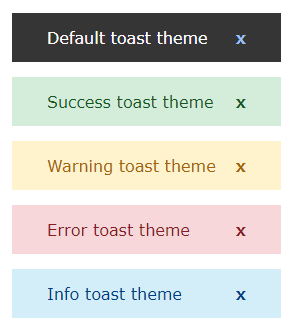 Default toast theme x
Success toast theme x
Warning toast theme x
Error toast theme x
Info toast theme x